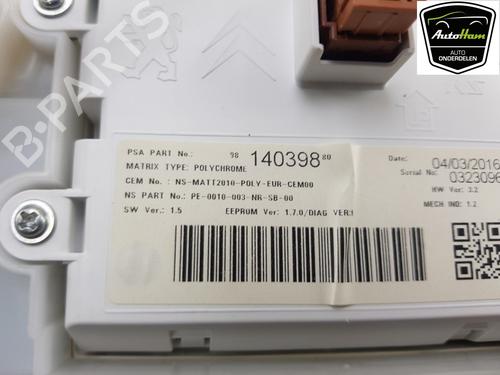 AutoHam
AUTO
ONDERDELEN
B-PARTS
PSA PART No.: 98 140398 80
MATRIX TYPE: POLYCHROME
CEM No.: NS-MATT2010-POLY-EUR-CEM00
NS PART No.: PE-0010-003-NR-SB-00
SW Ver.: 1.5 EEPROM Ver.: 1.7.0/DIAG VER:
Date: 04/03/2016
Serial No: 0323096
HW Ver: 3.2
MECH IND: 1.2